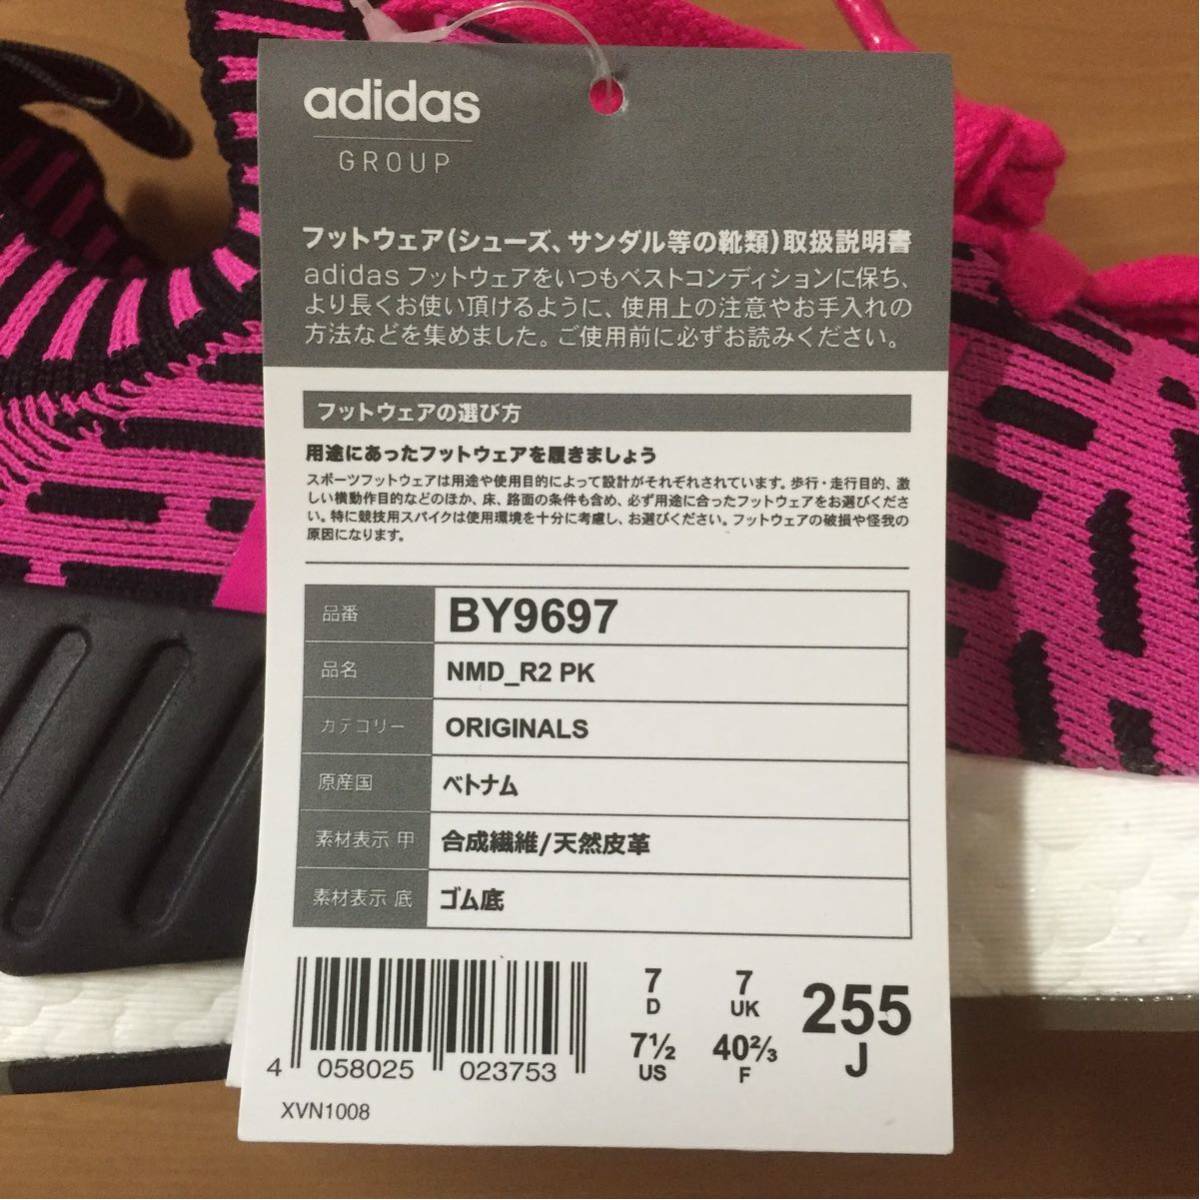 adidas
GROUP
フットウェア(シューズ、サンダル等の靴類)取扱説明書
adidas フットウェアをいつもベストコンディションに保ち、
より長くお使い頂けるように、使用上の注意やお手入れの
方法などを集めました。ご使用前に必ずお読みください。
フットウェアの選び方
用途にあったフットウェアを履きましょう
スポーツフットウェアは用途や使用目的によって設計がそれぞれされています。歩行・走行目的、激
しい横動作目的などのほか、床、路面の条件も含め、必ず用途に合ったフットウェアをお選びくださ
い。特に競技用スパイクは使用環境を十分に考慮し、お選びください。フットウェアの破損や怪我の
原因になります。
品番 BY9697
品名 NMD_R2 PK
カテゴリー ORIGINALS
原産国 ベトナム
素材表示 甲 合成繊維/天然皮革
素材表示 底 ゴム底
7 7 255
D UK J
7½ 40⅔
US F
4 058025 023753
XVN1008